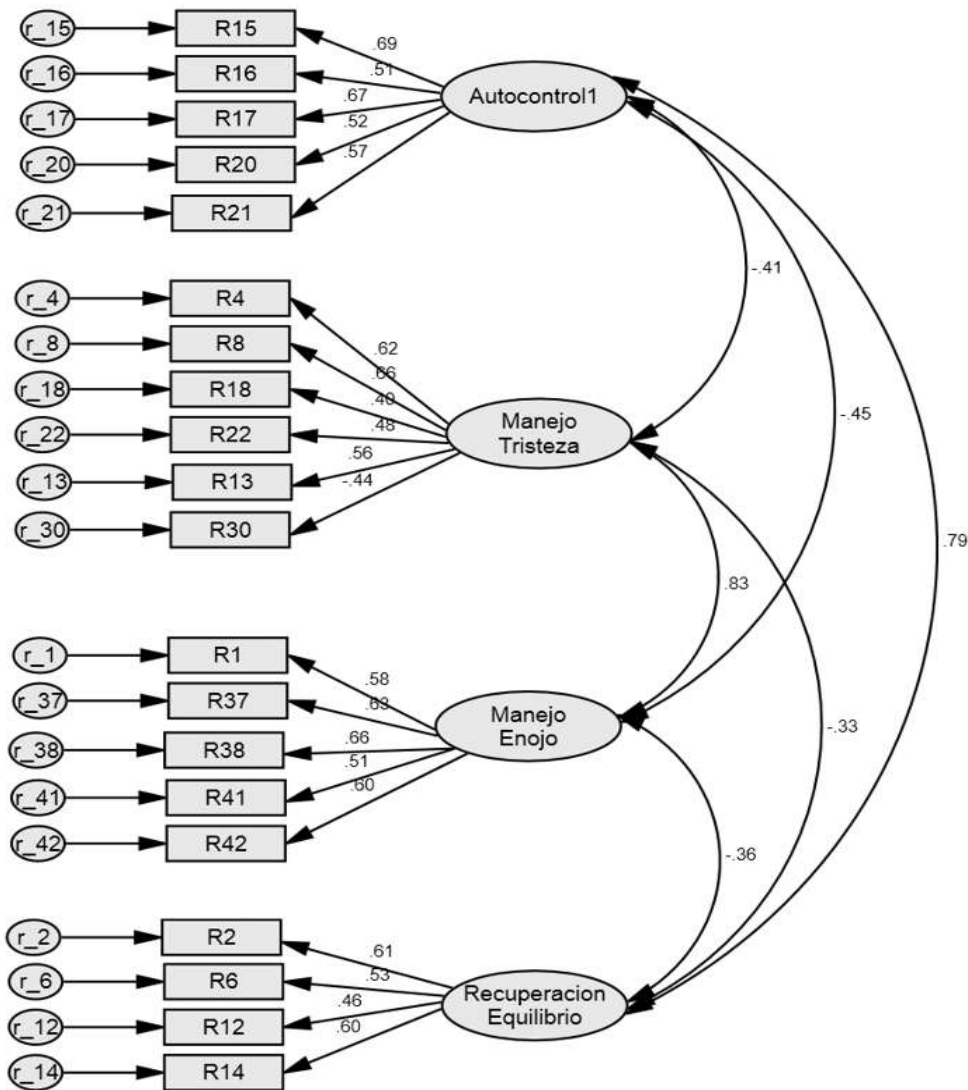 r_15 R15
.69
r_16 R16
.51
Autocontrol1
r_17 R17
.67
r_20 R20
.52
r_21 R21
.57
-.41
r_4 R4
.62
r_8 R8
.66
r_18 R18
.40
r_22 R22
.48
Manejo
Tristeza
-.45
r_13 R13
.56
r_30 R30
-.44
.79
.83
r_1 R1
.58
r_37 R37
.63
Manejo
Enojo
-.33
r_38 R38
.66
r_41 R41
.51
r_42 R42
.60
-.36
r_2 R2
.61
r_6 R6
.53
Recuperacion
Equilibrio
r_12 R12
.46
r_14 R14
.60